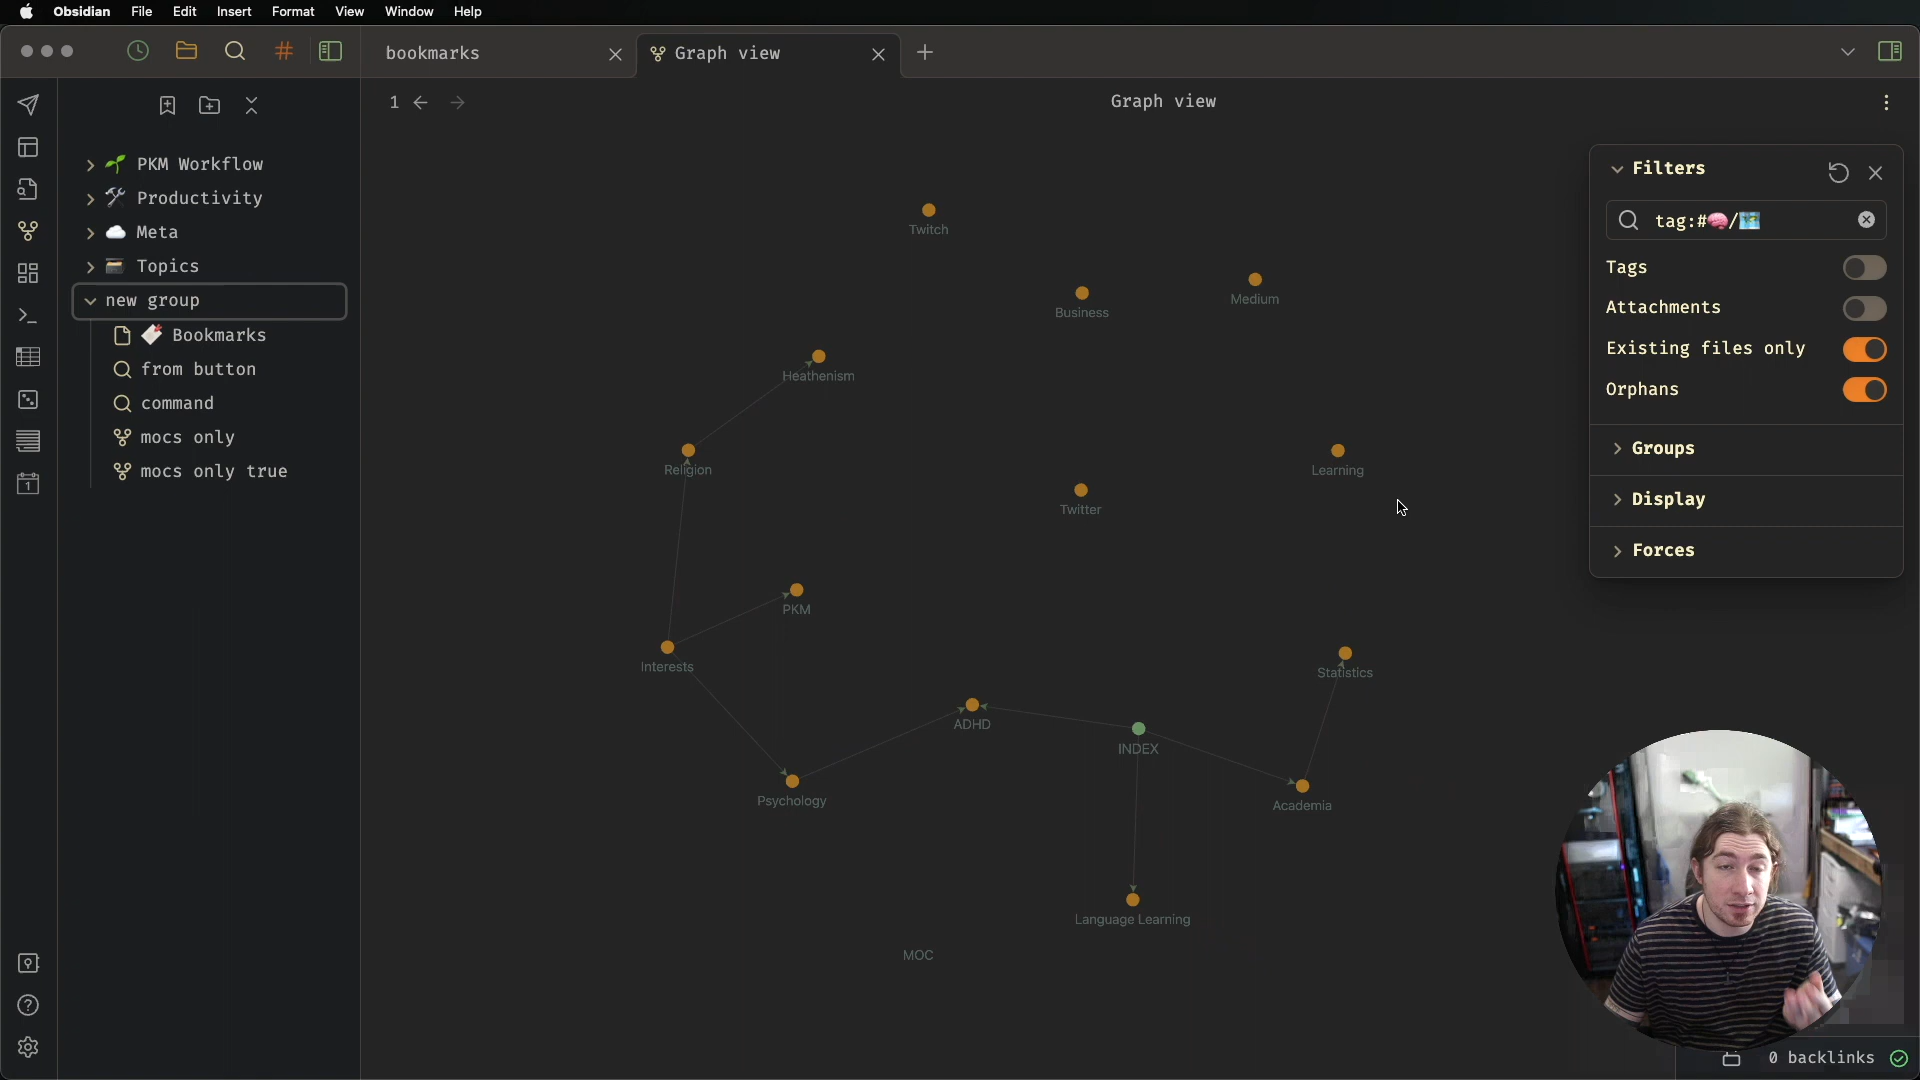 Obsidian File Edit Insert Format View Window Help
bookmarks
Graph view
1
Graph view
PKM Workflow
Productivity
Meta
Topics
new group
Bookmarks
from button
command
mocs only
mocs only true
Twitch
Business
Medium
Heathenism
Religion
Learning
Twitter
PKM
Interests
Statistics
ADHD
INDEX
Psychology
Academia
Language Learning
MOC
Filters
tag:#🧠/🗺️
Tags
Attachments
Existing files only
Orphans
Groups
Display
Forces
1
0 backlinks